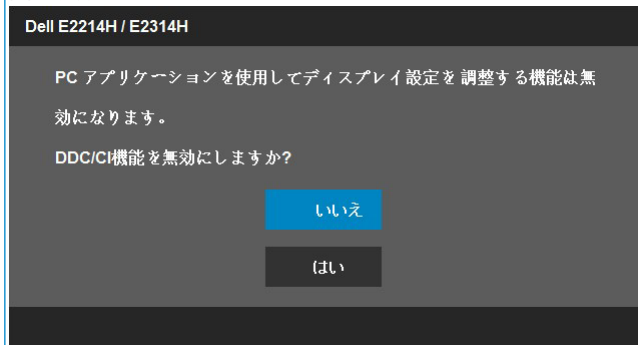 Dell E2214H / E2314H
PC アプリケーションを使用してディスプレイ設定を調整する機能は無
効になります。
DDC/CI機能を無効にしますか?
いいえ
はい